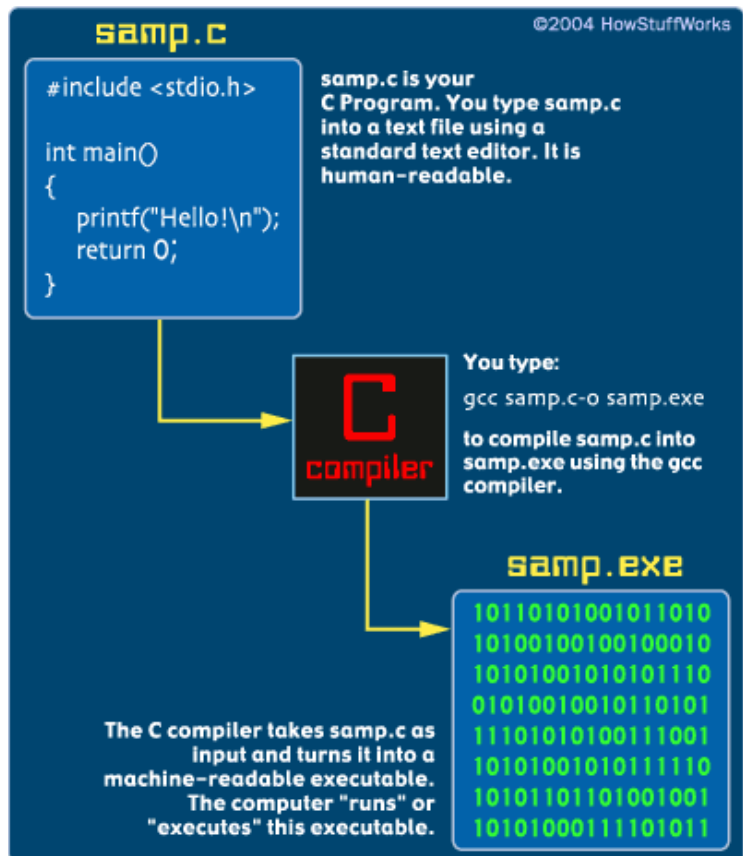 samp.c
©2004 HowStuffWorks
#include <stdio.h>
int main()
{
printf("Hello!\n");
return 0;
}
samp.c is your
C Program. You type samp.c
into a text file using a
standard text editor. It is
human-readable.
C
compiler
You type:
gcc samp.c-o samp.exe
to compile samp.c into
samp.exe using the gcc
compiler.
samp.exe
10110101001011010
10100100100100010
10101001010101110
01010010010110101
11101010100111001
10101001010111110
10101101101001001
10101000111101011
The C compiler takes samp.c as
input and turns it into a
machine-readable executable.
The computer "runs" or
"executes" this executable.